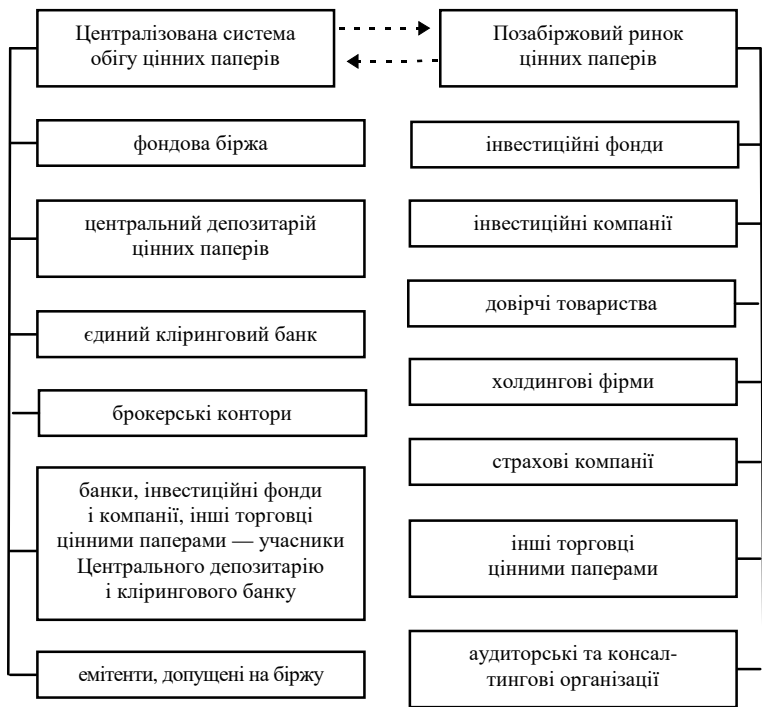 Централізована система
обігу цінних паперів
Позабіржовий ринок
цінних паперів
фондова біржа
центральний депозитарій
цінних паперів
єдиний кліринговий банк
брокерські контори
банки, інвестиційні фонди
і компанії, інші торговці
цінними паперами — учасники
Центрального депозитарію
і клірингового банку
емітенти, допущені на біржу
інвестиційні фонди
інвестиційні компанії
довірчі товариства
холдингові фірми
страхові компанії
інші торговці
цінними паперами
аудиторські та консал-
тингові організації